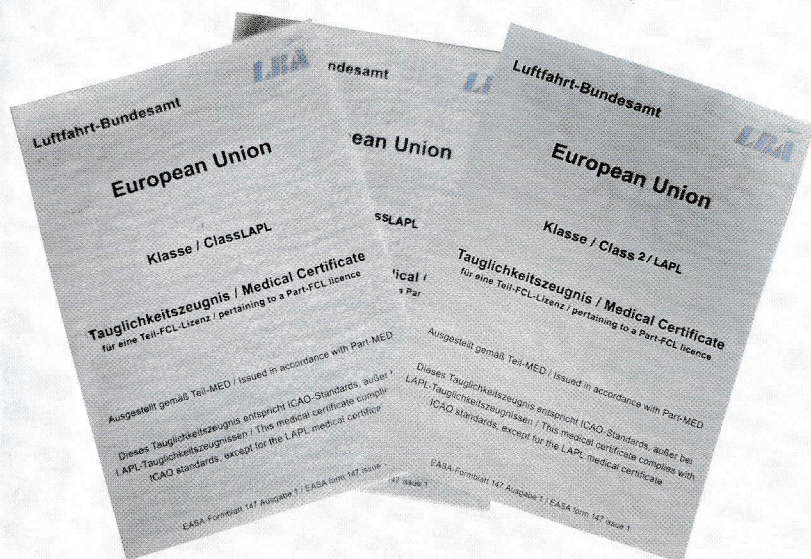 Luftfahrt-Bundesamt
LBA
European Union
Klasse / ClassLAPL
Tauglichkeitszeugnis / Medical Certificate
für eine Teil-FCL-Lizenz / pertaining to a Part-FCL licence
Ausgestellt gemäß Teil-MED / Issued in accordance with Part-MED
Dieses Tauglichkeitszeugnis entspricht ICAO-Standards, außer
LAPL-Tauglichkeitszeugnissen / This medical certificate
ICAO standards, except for the LAPL medical
EASA-Formblatt 147 Ausgabe 1 / EASA form 147 issue
ndesamt
ean Union
ssLAPL
ical
Par
147 issue 1
Luftfahrt-Bundesamt
LBA
European Union
Klasse / Class 2 / LAPL
Tauglichkeitszeugnis / Medical Certificate
für eine Teil-FCL-Lizenz / pertaining to a Part-FCL licence
Ausgestellt gemäß Teil-MED / Issued in accordance with Part-MED
Dieses Tauglichkeitszeugnis entspricht ICAO-Standards, außer bei
LAPL-Tauglichkeitszeugnissen / This medical certificate complies with
ICAO standards, except for the LAPL medical certificate
EASA-Formblatt 147 Ausgabe 1 / EASA form 147 issue 1